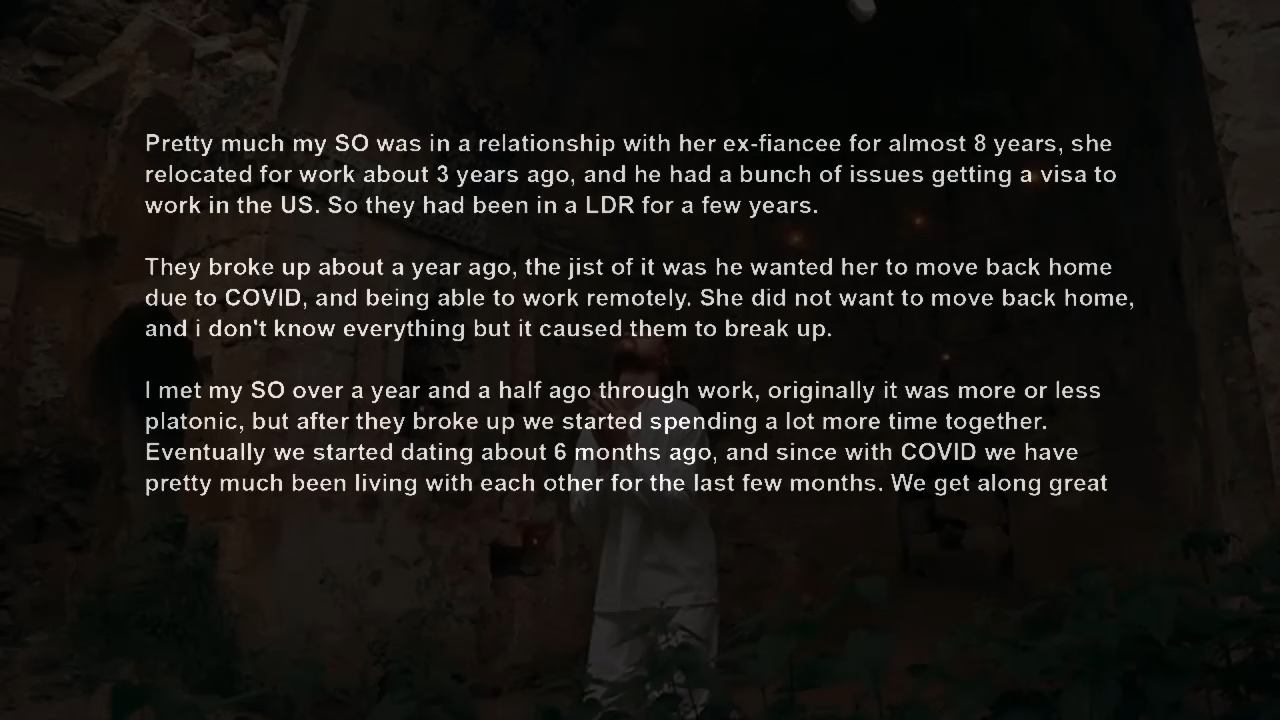 Pretty much my SO was in a relationship with her ex-fiancee for almost 8 years, she
relocated for work about 3 years ago, and he had a bunch of issues getting a visa to
work in the US. So they had been in a LDR for a few years.
They broke up about a year ago, the jist of it was he wanted her to move back home
due to COVID, and being able to work remotely. She did not want to move back home,
and i don't know everything but it caused them to break up.
I met my SO over a year and a half ago through work, originally it was more or less
platonic, but after they broke up we started spending a lot more time together.
Eventually we started dating about 6 months ago, and since with COVID we have
pretty much been living with each other for the last few months. We get along great